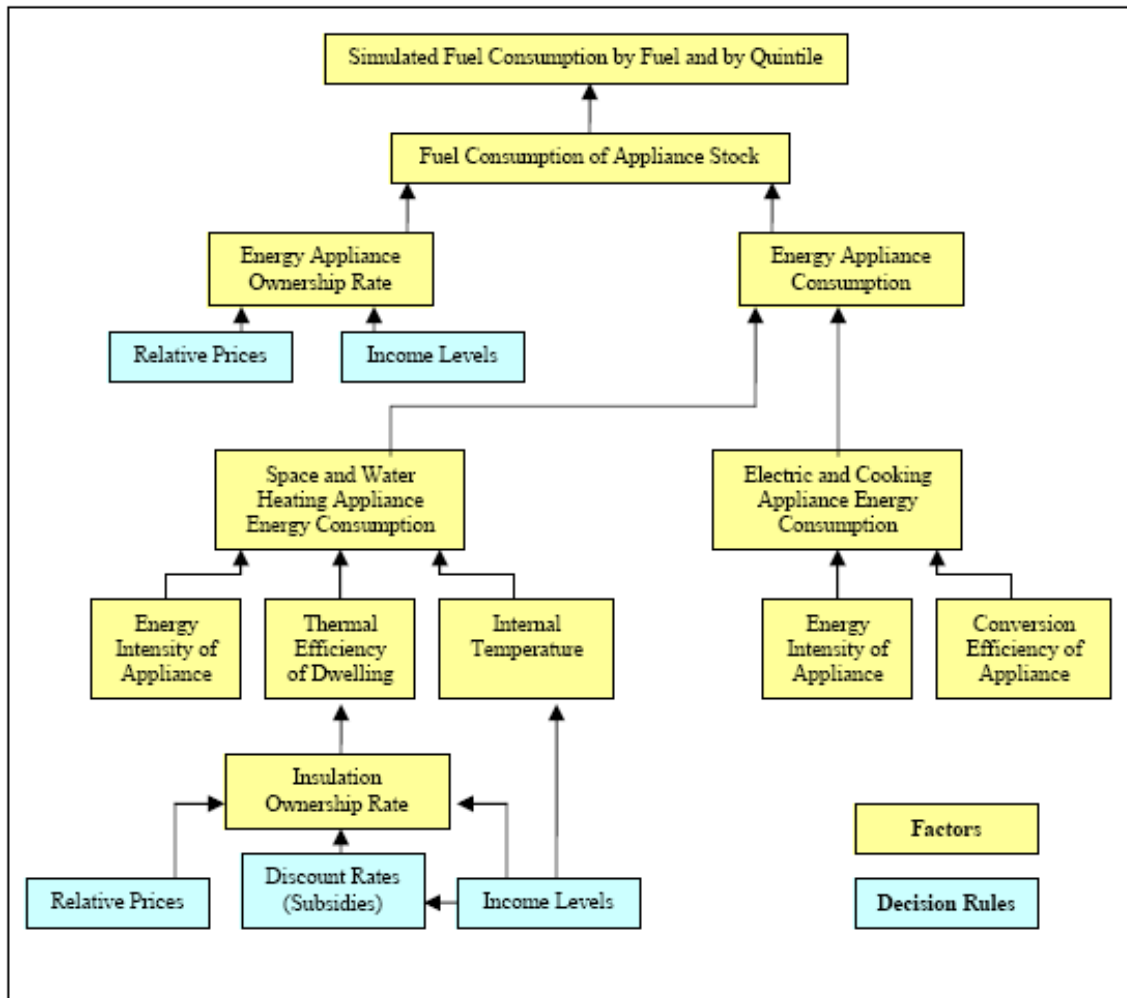 Simulated Fuel Consumption by Fuel and by Quintile
Fuel Consumption of Appliance Stock
Energy Appliance
Ownership Rate
Energy Appliance
Consumption
Relative Prices
Income Levels
Space and Water
Heating Appliance
Energy Consumption
Electric and Cooking
Appliance Energy
Consumption
Energy
Intensity of
Appliance
Thermal
Efficiency
of Dwelling
Internal
Temperature
Energy
Intensity of
Appliance
Conversion
Efficiency of
Appliance
Insulation
Ownership Rate
Factors
Relative Prices
Discount Rates
(Subsidies)
Income Levels
Decision Rules